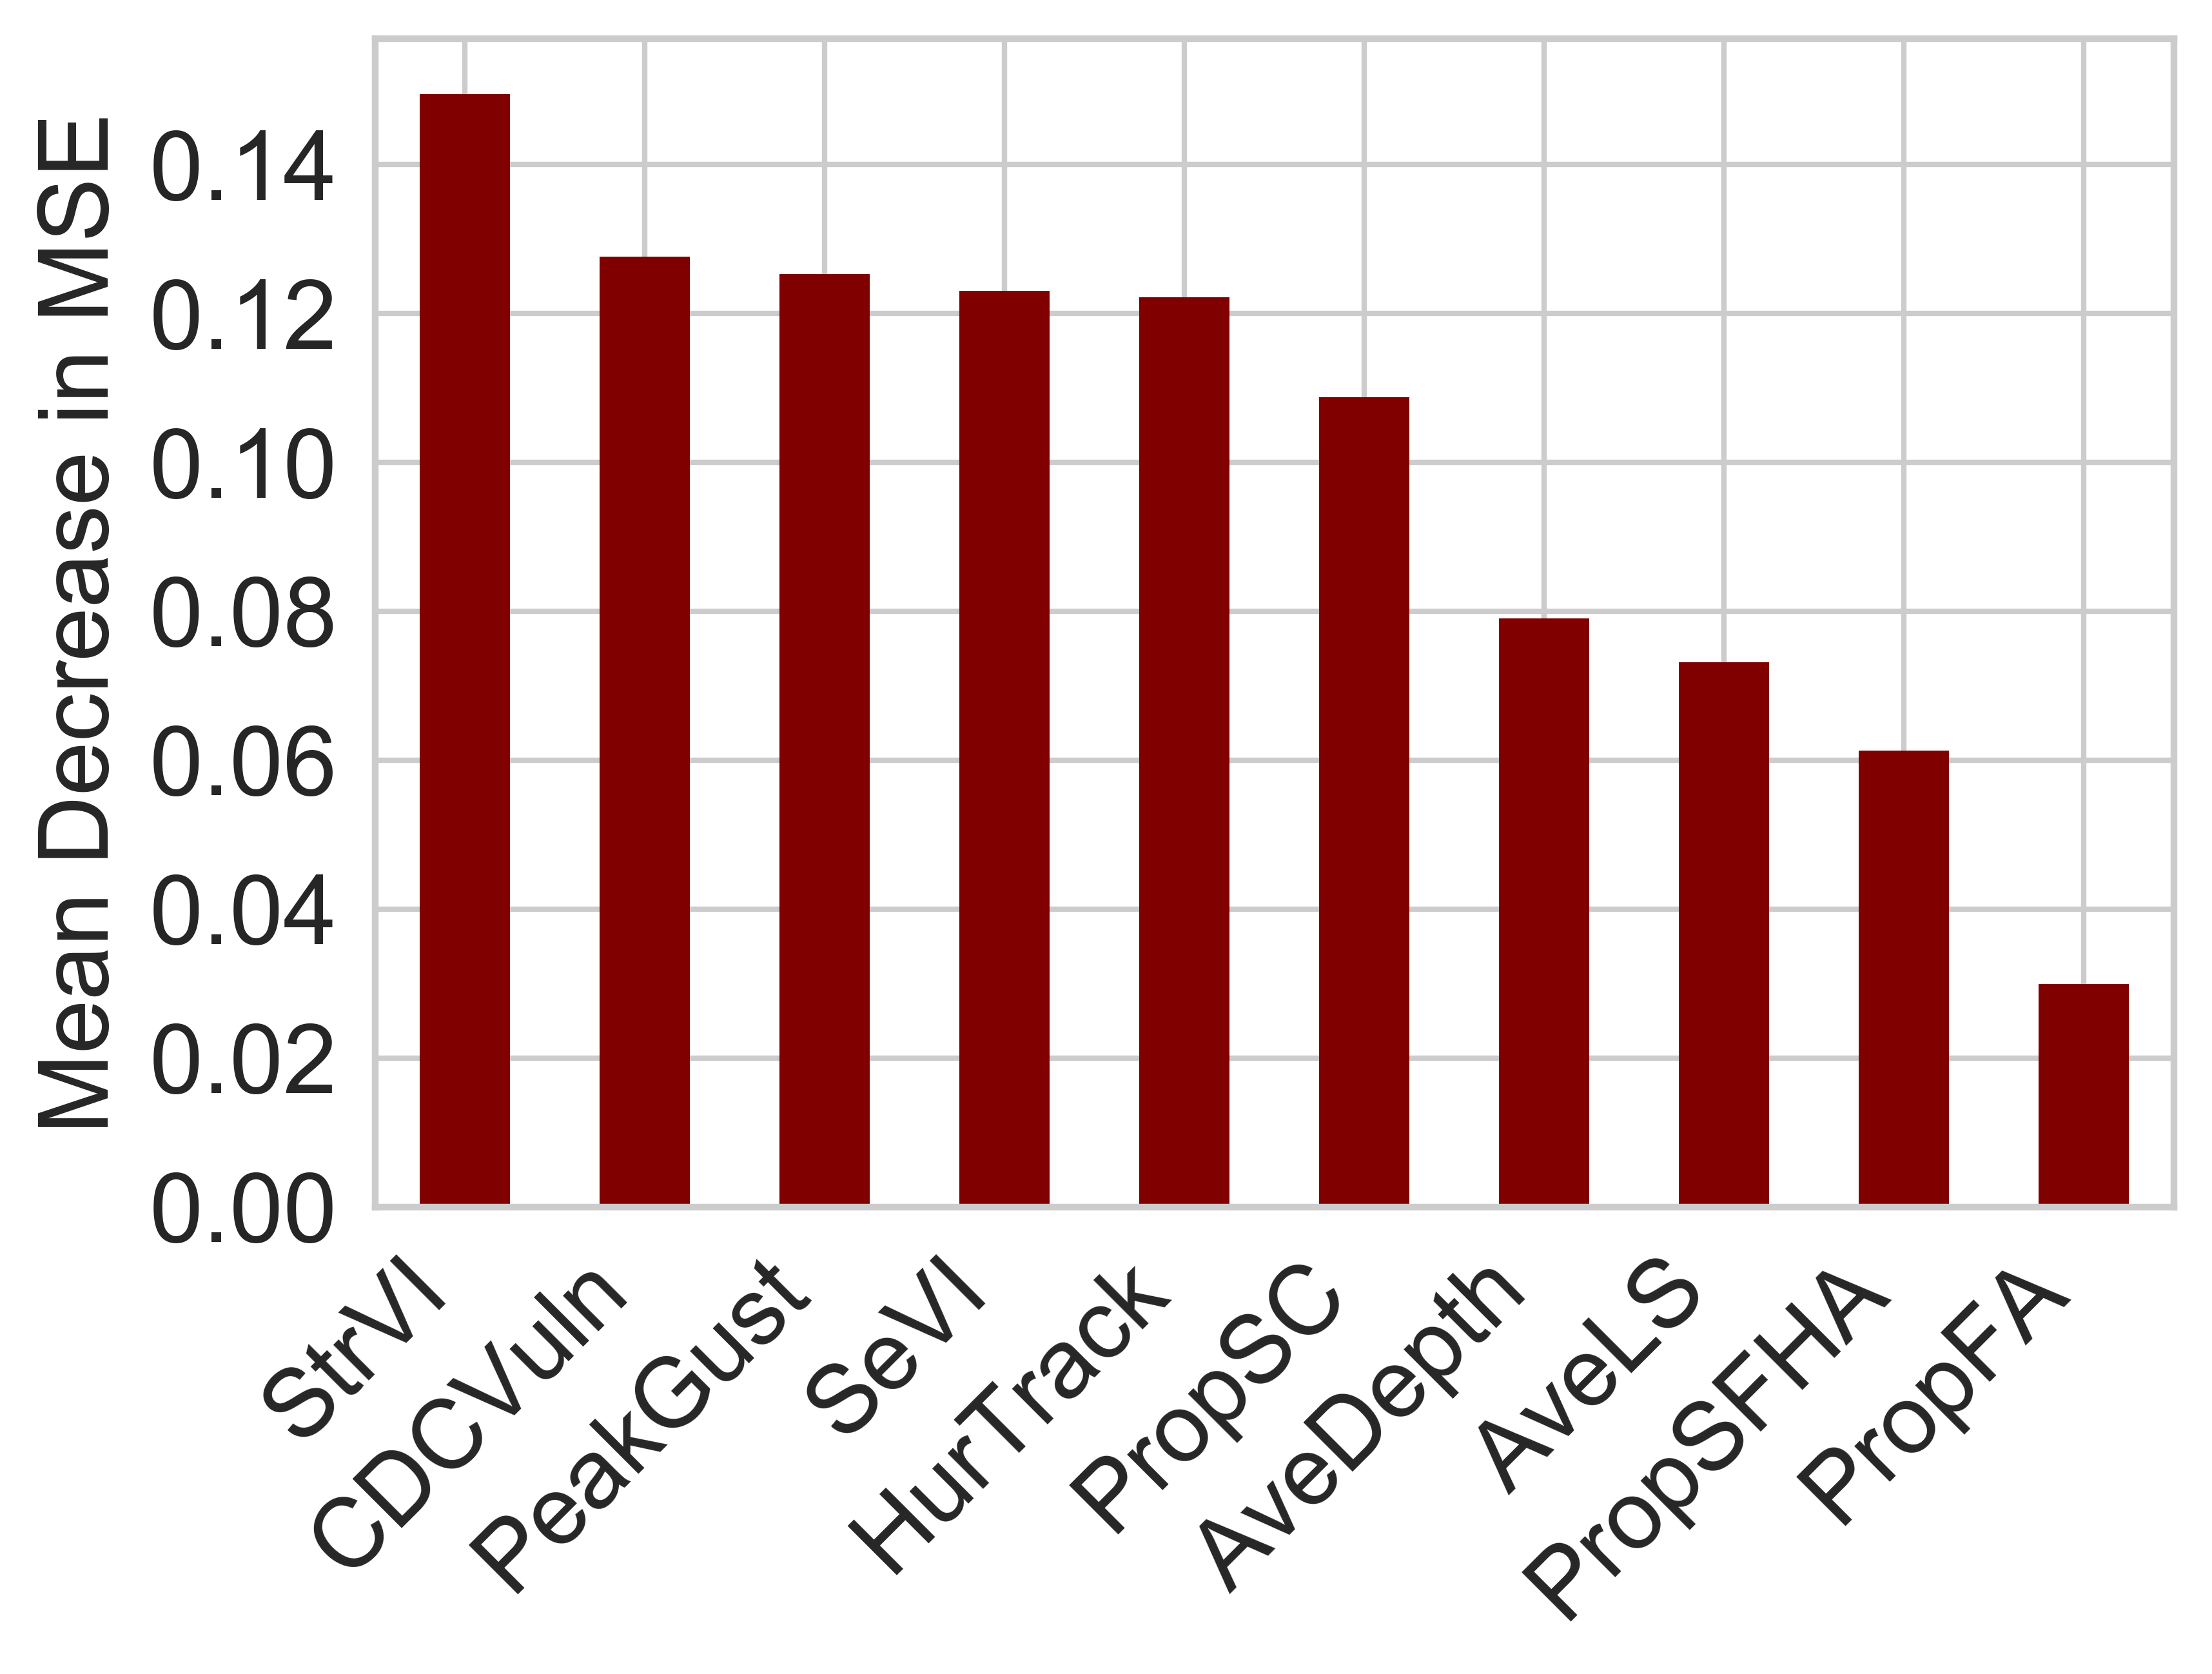 Mean Decrease in MSE
0.14
0.12
0.10
0.08
0.06
0.04
0.02
0.00
StrVI
CDCVuln
PeakGust
SeVI
HurTrack
PropSC
AveDepth
AveLS
PropSFHA
PropFA